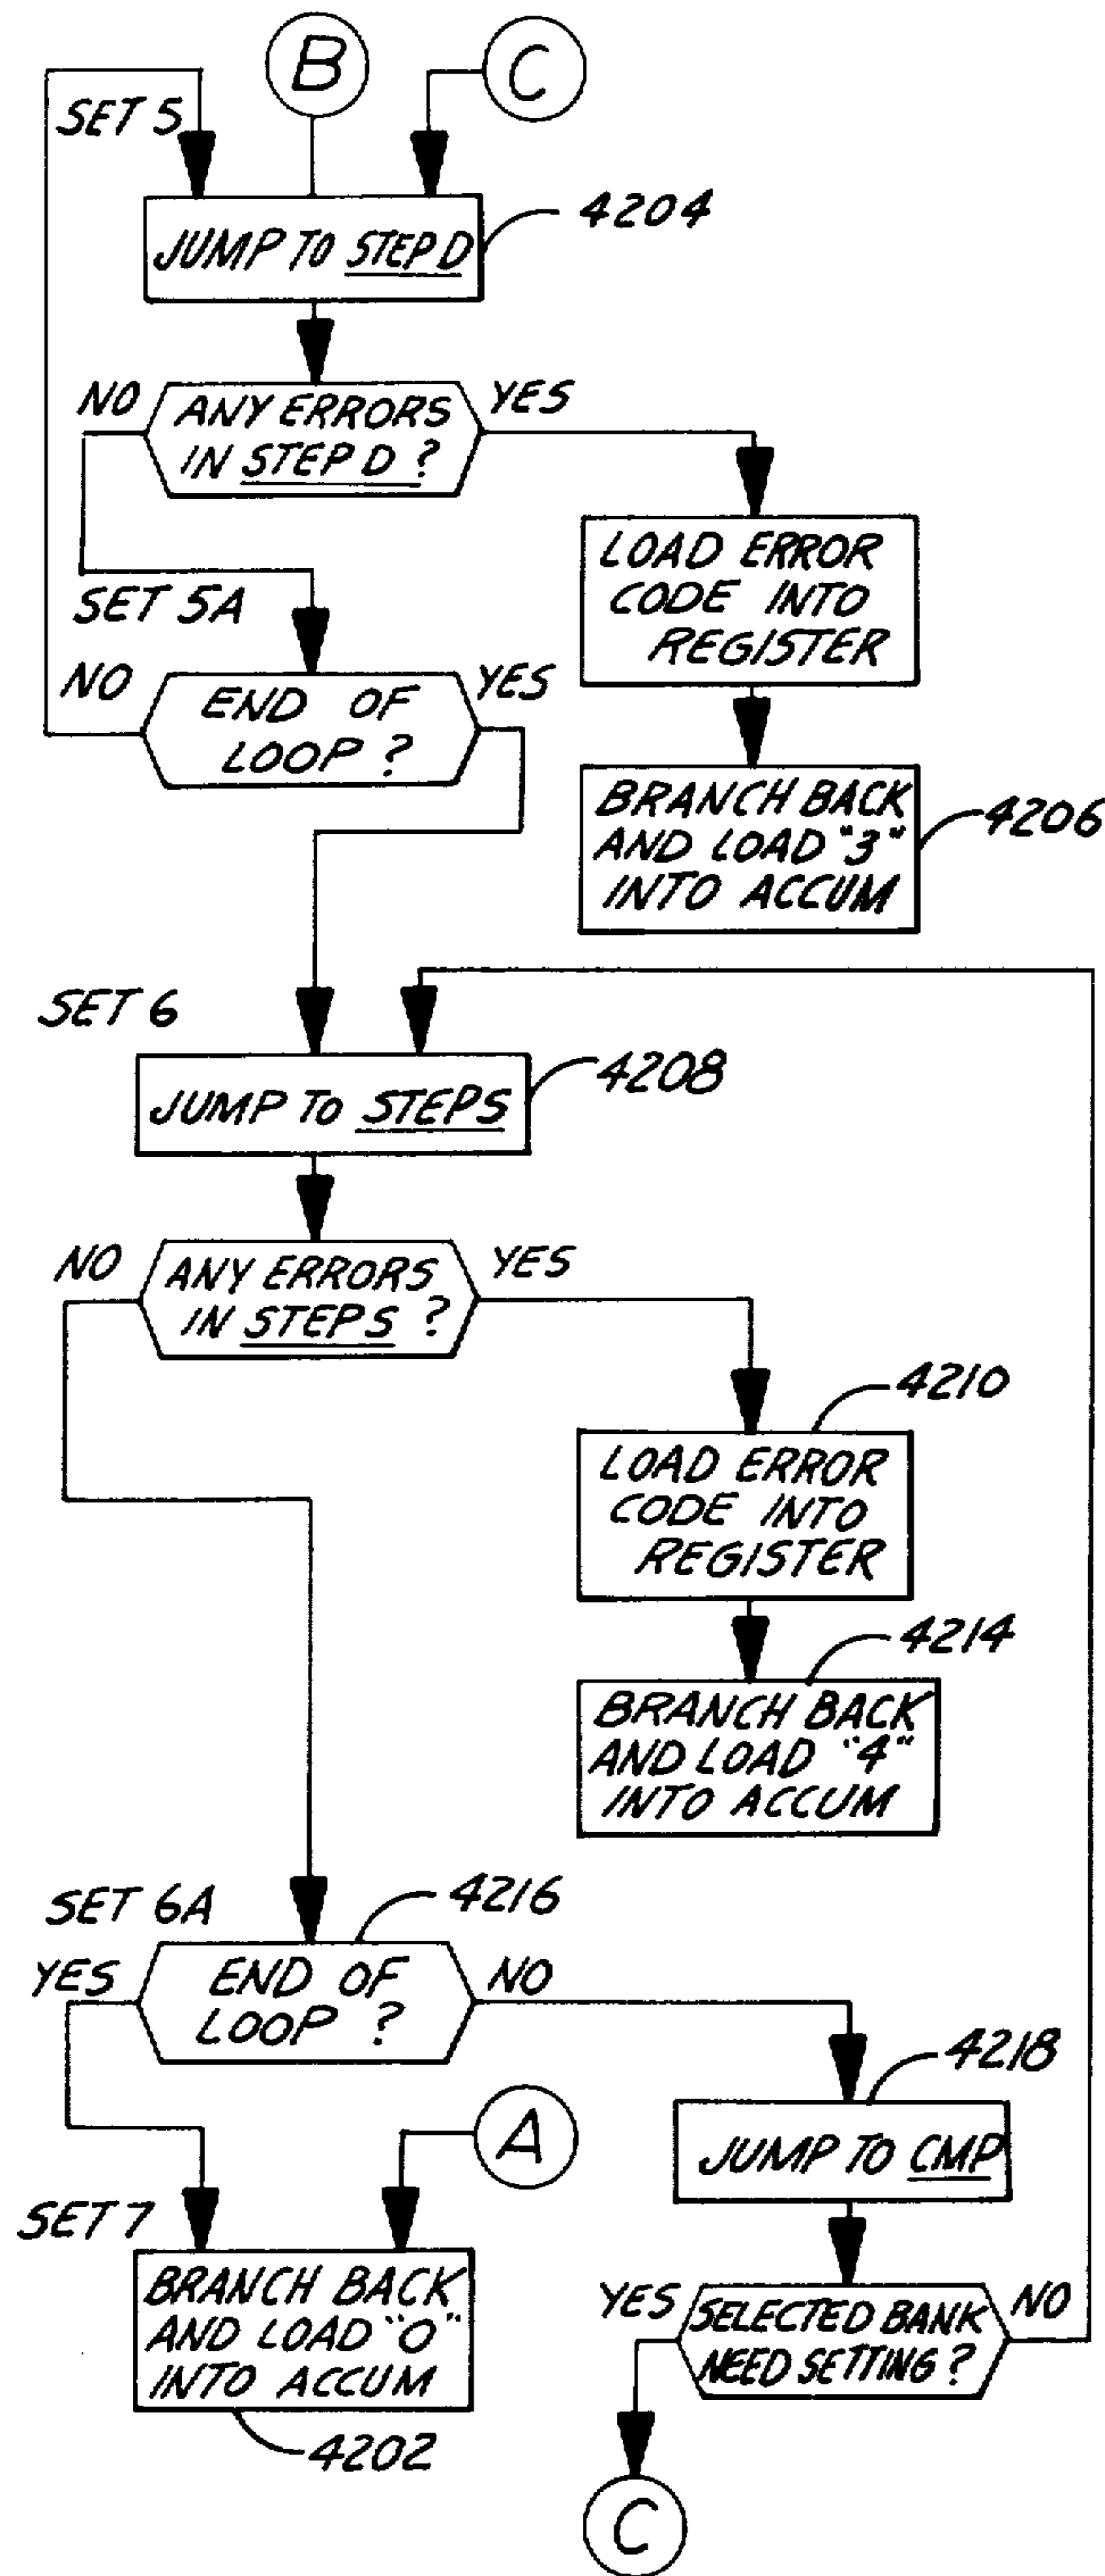 B
C
SET 5
4204
JUMP TO STEP D
NO
ANY ERRORS
IN STEP D ?
YES
LOAD ERROR
CODE INTO
REGISTER
SET 5A
NO
END OF
LOOP ?
YES
BRANCH BACK
AND LOAD "3"
INTO ACCUM
4206
SET 6
4208
JUMP TO STEPS
NO
ANY ERRORS
IN STEPS ?
YES
4210
LOAD ERROR
CODE INTO
REGISTER
4214
BRANCH BACK
AND LOAD "4"
INTO ACCUM
SET 6A
4216
YES
END OF
LOOP ?
NO
4218
A
JUMP TO CMP
SET 7
BRANCH BACK
AND LOAD "0"
INTO ACCUM
4202
YES
SELECTED BANK
NEED SETTING ?
NO
C